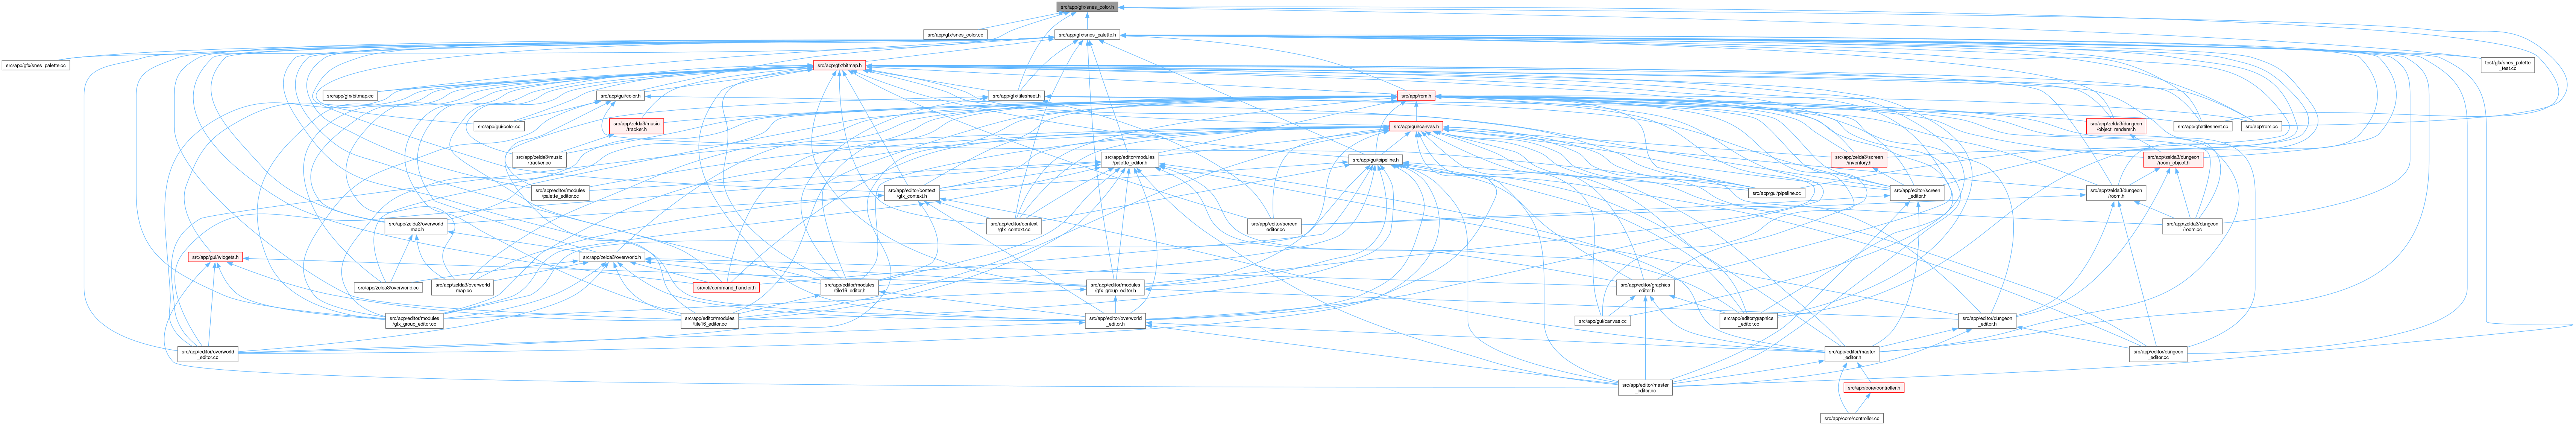 src/app/gfx/snes_color.h
src/app/gfx/snes_color.cc
src/app/gfx/snes_palette.h
src/app/gfx/snes_palette.cc
src/app/gfx/bitmap.h
test/gfx/snes_palette
_test.cc
src/app/gfx/bitmap.cc
src/app/gui/color.h
src/app/gfx/tilesheet.h
src/app/rom.h
src/app/gui/color.cc
src/app/zelda3/music
/tracker.h
src/app/gui/canvas.h
src/app/zelda3/dungeon
/object_renderer.h
src/app/gfx/tilesheet.cc
src/app/rom.cc
src/app/zelda3/music
/tracker.cc
src/app/editor/modules
/palette_editor.h
src/app/gui/pipeline.h
src/app/zelda3/screen
/inventory.h
src/app/zelda3/dungeon
/room_object.h
src/app/editor/modules
/palette_editor.cc
src/app/editor/context
/gfx_context.h
src/app/gui/pipeline.cc
src/app/editor/screen
_editor.h
src/app/zelda3/dungeon
/room.h
src/app/zelda3/overworld
_map.h
src/app/editor/context
/gfx_context.cc
src/app/editor/screen
_editor.cc
src/app/zelda3/dungeon
/room.cc
src/app/gui/widgets.h
src/app/zelda3/overworld.h
src/app/zelda3/overworld.cc
src/app/zelda3/overworld
_map.cc
src/cli/command_handler.h
src/app/editor/modules
/tile16_editor.h
src/app/editor/modules
/gfx_group_editor.h
src/app/editor/graphics
_editor.h
src/app/editor/modules
/gfx_group_editor.cc
src/app/editor/modules
/tile16_editor.cc
src/app/editor/overworld
_editor.h
src/app/gui/canvas.cc
src/app/editor/graphics
_editor.cc
src/app/editor/dungeon
_editor.h
src/app/editor/overworld
_editor.cc
src/app/editor/master
_editor.h
src/app/editor/dungeon
_editor.cc
src/app/editor/master
_editor.cc
src/app/core/controller.h
src/app/core/controller.cc